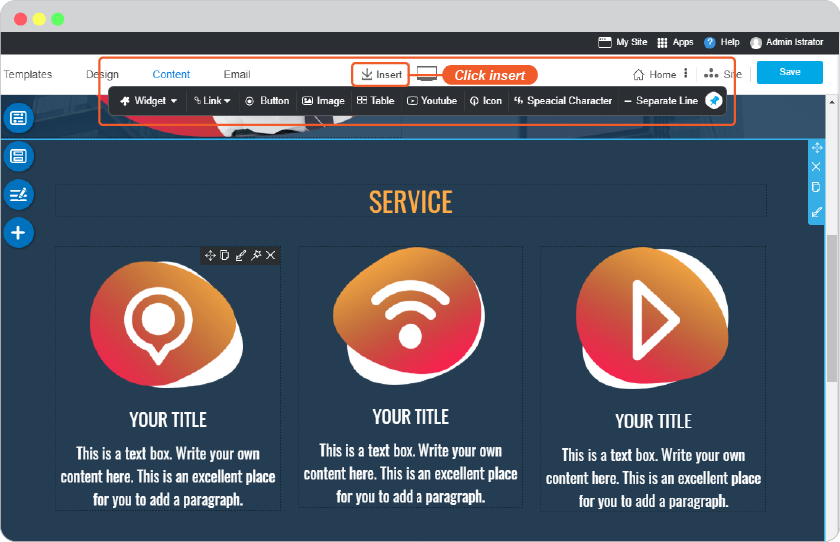 My Site Apps Help Admin Istrator
Templates Design Content Email Insert Click insert Home Site Save
Widget Link Button Image Table Youtube Icon Speacial Character Separate Line
SERVICE
YOUR TITLE
This is a text box. Write your own
content here. This is an excellent place
for you to add a paragraph.
YOUR TITLE
This is a text box. Write your own
content here. This is an excellent place
for you to add a paragraph.
YOUR TITLE
This is a text box. Write your own
content here. This is an excellent place
for you to add a paragraph.